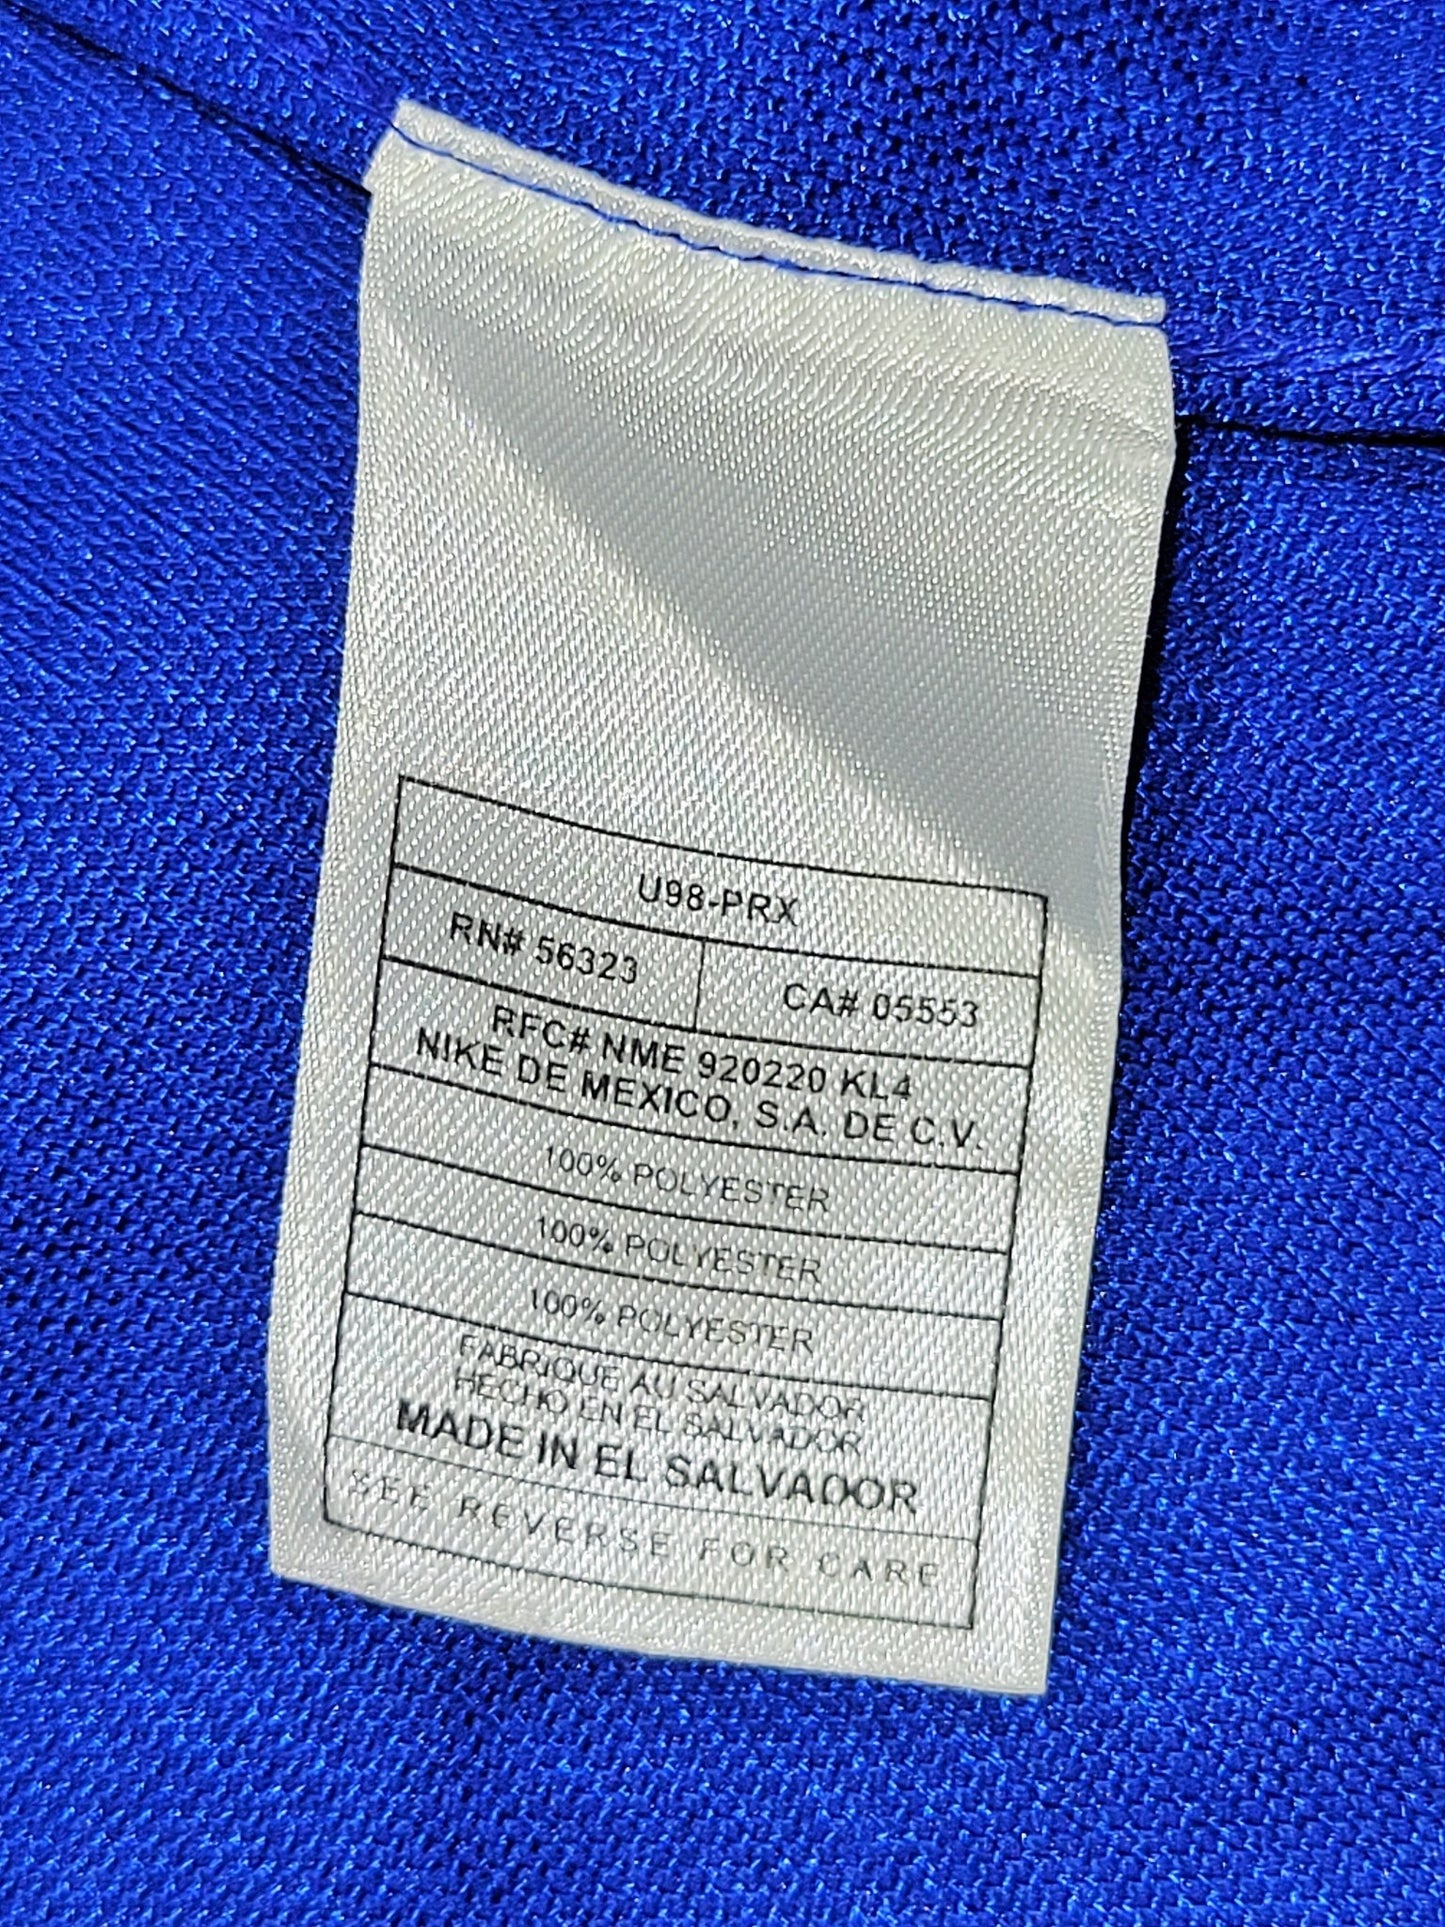 U98-PRX
RN# 56323 CA# 05553
RFC# NME 920220 KL4
NIKE DE MEXICO, S.A. DE C.V.
100% POLYESTER
100% POLYESTER
100% POLYESTER
FABRIQUE AU SALVADOR
HECHO EN EL SALVADOR
MADE IN EL SALVADOR
SEE REVERSE FOR CARE